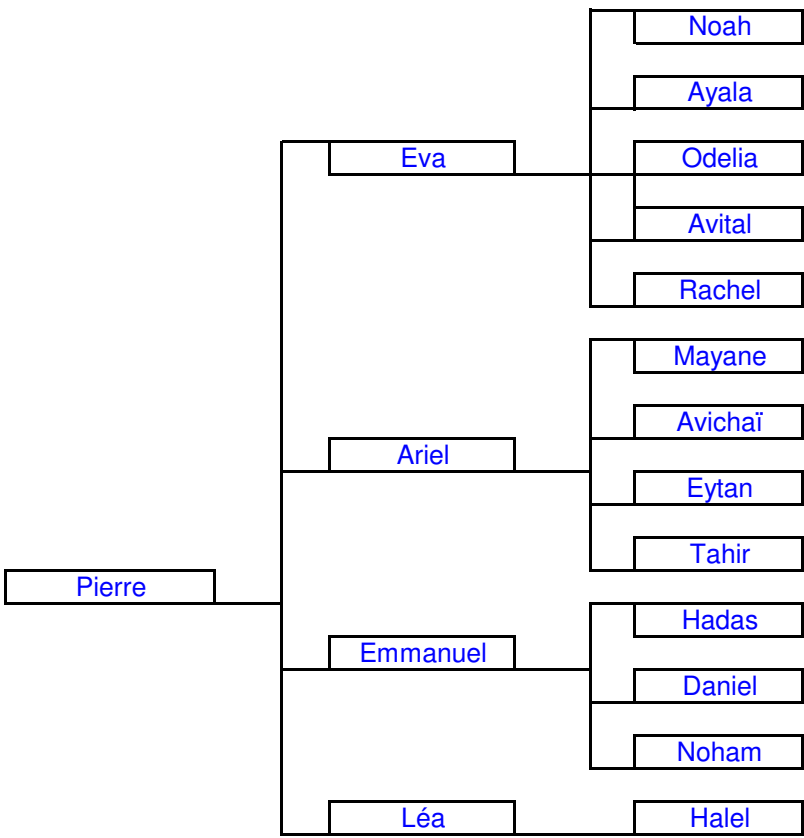 Noah
Ayala
Eva
Odelia
Avital
Rachel
Mayane
Avichaï
Ariel
Eytan
Tahir
Pierre
Hadas
Emmanuel
Daniel
Noham
Léa
Halel